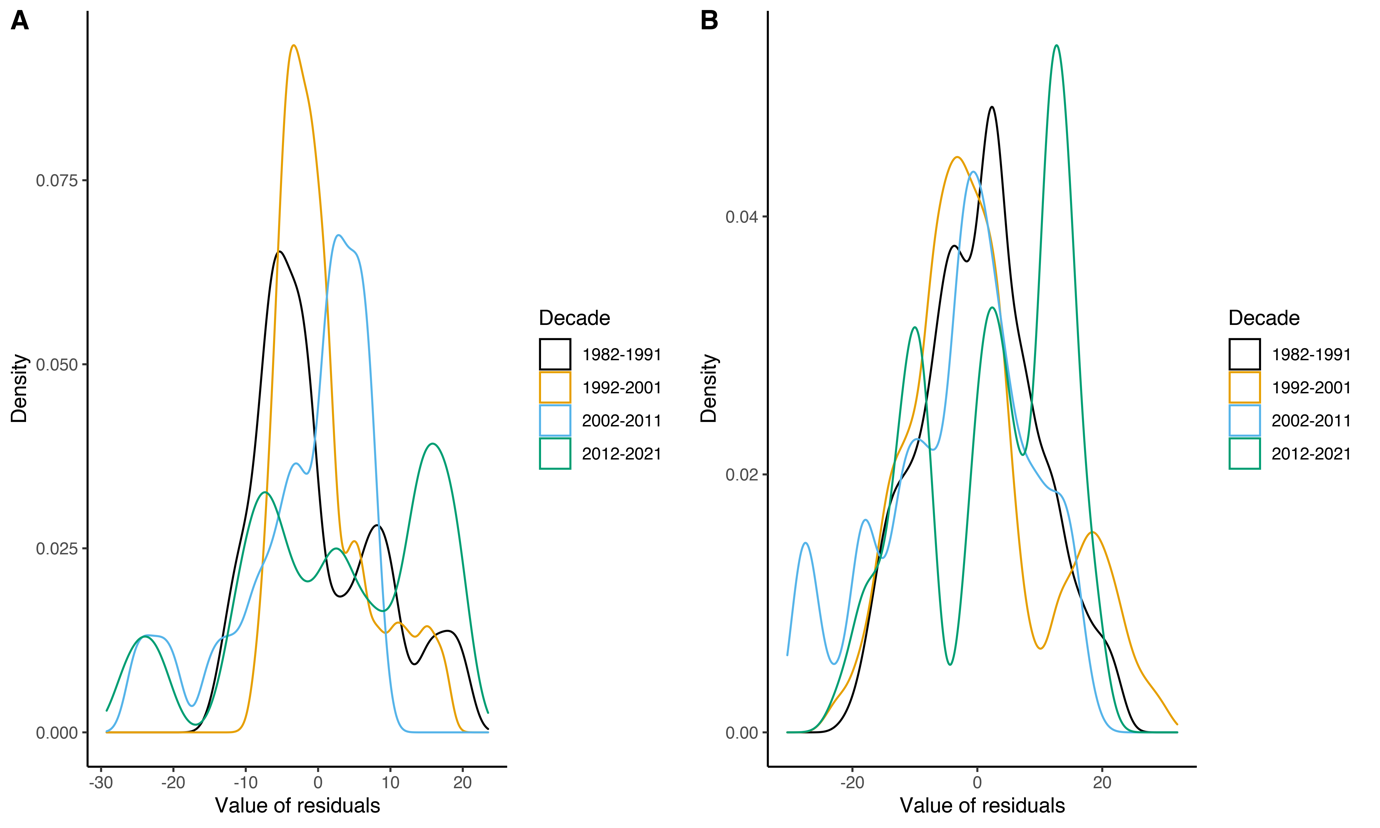 A
Density
0.075
0.050
0.025
0.000
-30 -20 -10 0 10 20
Value of residuals
Decade
1982-1991
1992-2001
2002-2011
2012-2021
B
Density
0.04
0.02
0.00
-20 0 20
Value of residuals
Decade
1982-1991
1992-2001
2002-2011
2012-2021